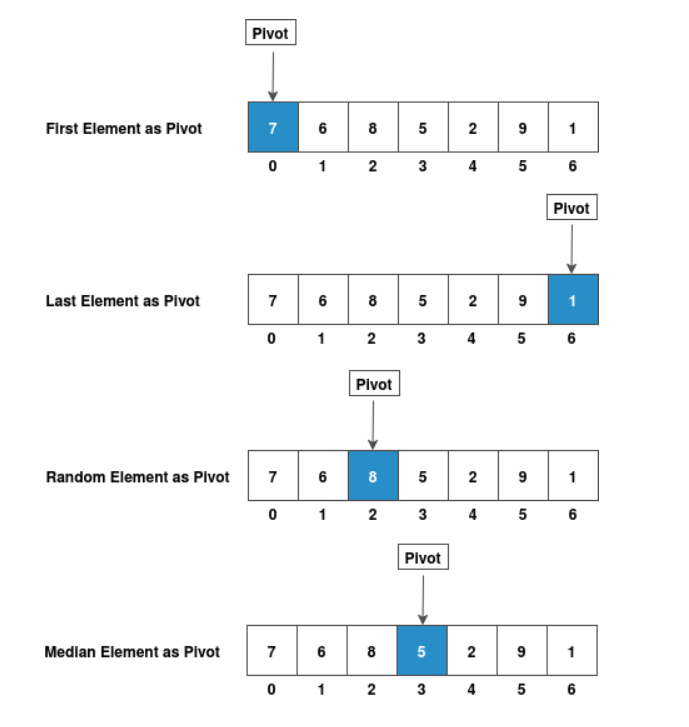 Pivot
First Element as Pivot 7 6 8 5 2 9 1
0 1 2 3 4 5 6
Pivot
Last Element as Pivot 7 6 8 5 2 9 1
0 1 2 3 4 5 6
Pivot
Random Element as Pivot 7 6 8 5 2 9 1
0 1 2 3 4 5 6
Pivot
Median Element as Pivot 7 6 8 5 2 9 1
0 1 2 3 4 5 6